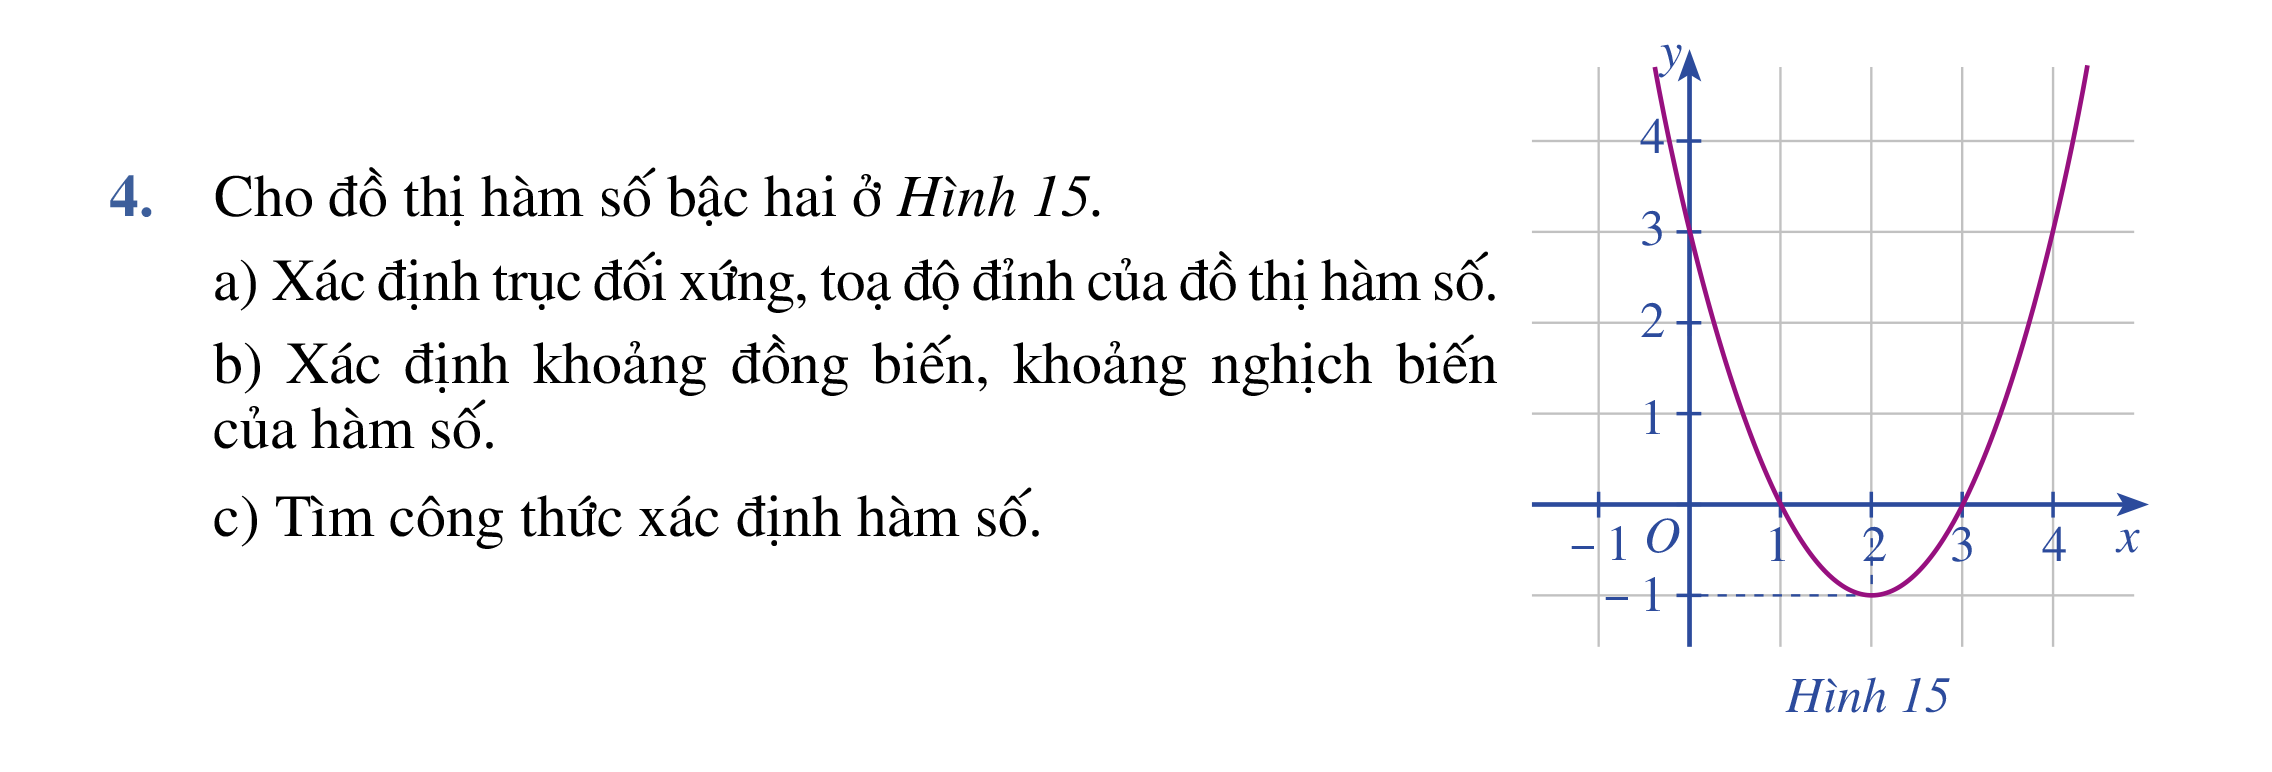 4. Cho đồ thị hàm số bậc hai ở Hình 15.
a) Xác định trục đối xứng, toạ độ đỉnh của đồ thị hàm số.
b) Xác định khoảng đồng biến, khoảng nghịch biến
của hàm số.
c) Tìm công thức xác định hàm số.
y
4
3
2
1
– 1 O 1 2 3 4 x
– 1
Hình 15